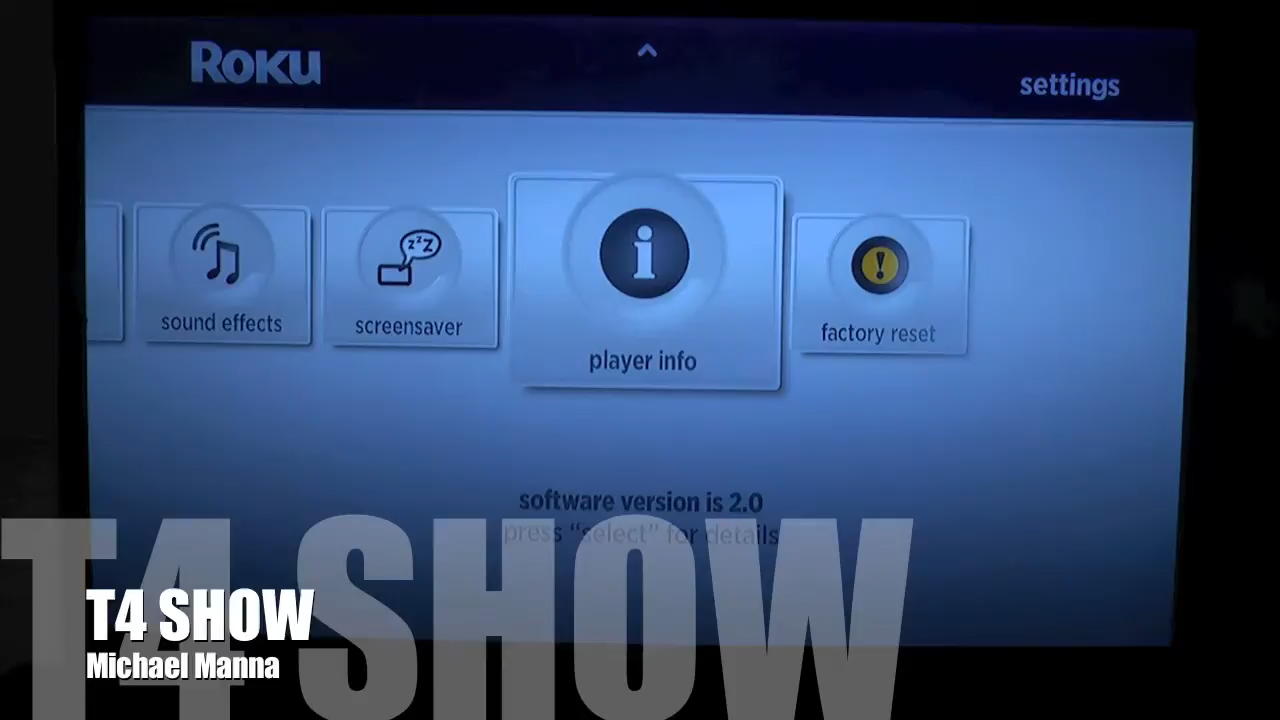 Roku
settings
zzZ
sound effects
screensaver
player info
factory reset
software version is 2.0
press “select” for details
T4 SHOW
T4 SHOW
Michael Manna